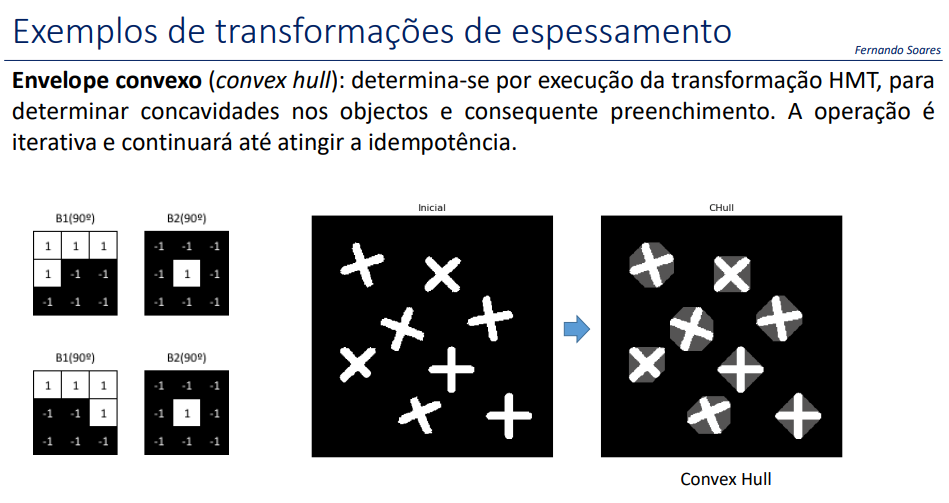 Exemplos de transformações de espessamento
Fernando Soares
Envelope convexo (convex hull): determina-se por execução da transformação HMT, para
determinar concavidades nos objectos e consequente preenchimento. A operação é
iterativa e continuará até atingir a idempotência.
B1(90º) B2(90º)
1 1 1 -1 -1 -1
1 -1 -1 -1 1 -1
-1 -1 -1 -1 -1 -1
B1(90º) B2(90º)
1 1 1 -1 -1 -1
-1 -1 1 -1 1 -1
-1 -1 -1 -1 -1 -1
Inicial
CHull
Convex Hull